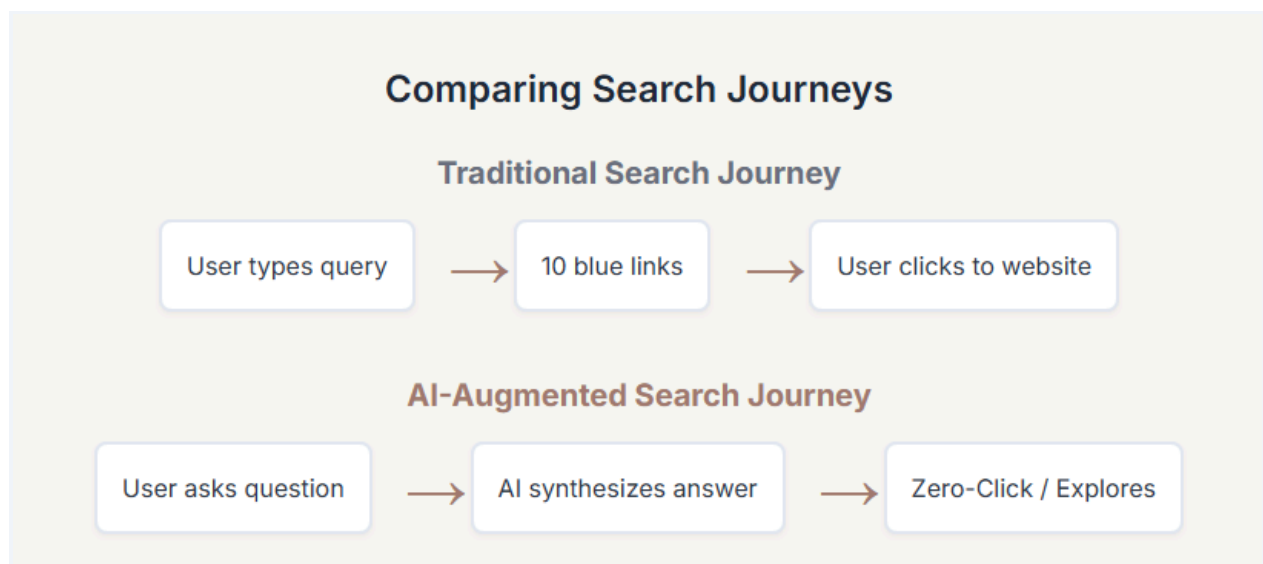 Comparing Search Journeys
Traditional Search Journey
User types query → 10 blue links → User clicks to website
AI-Augmented Search Journey
User asks question → AI synthesizes answer → Zero-Click / Explores